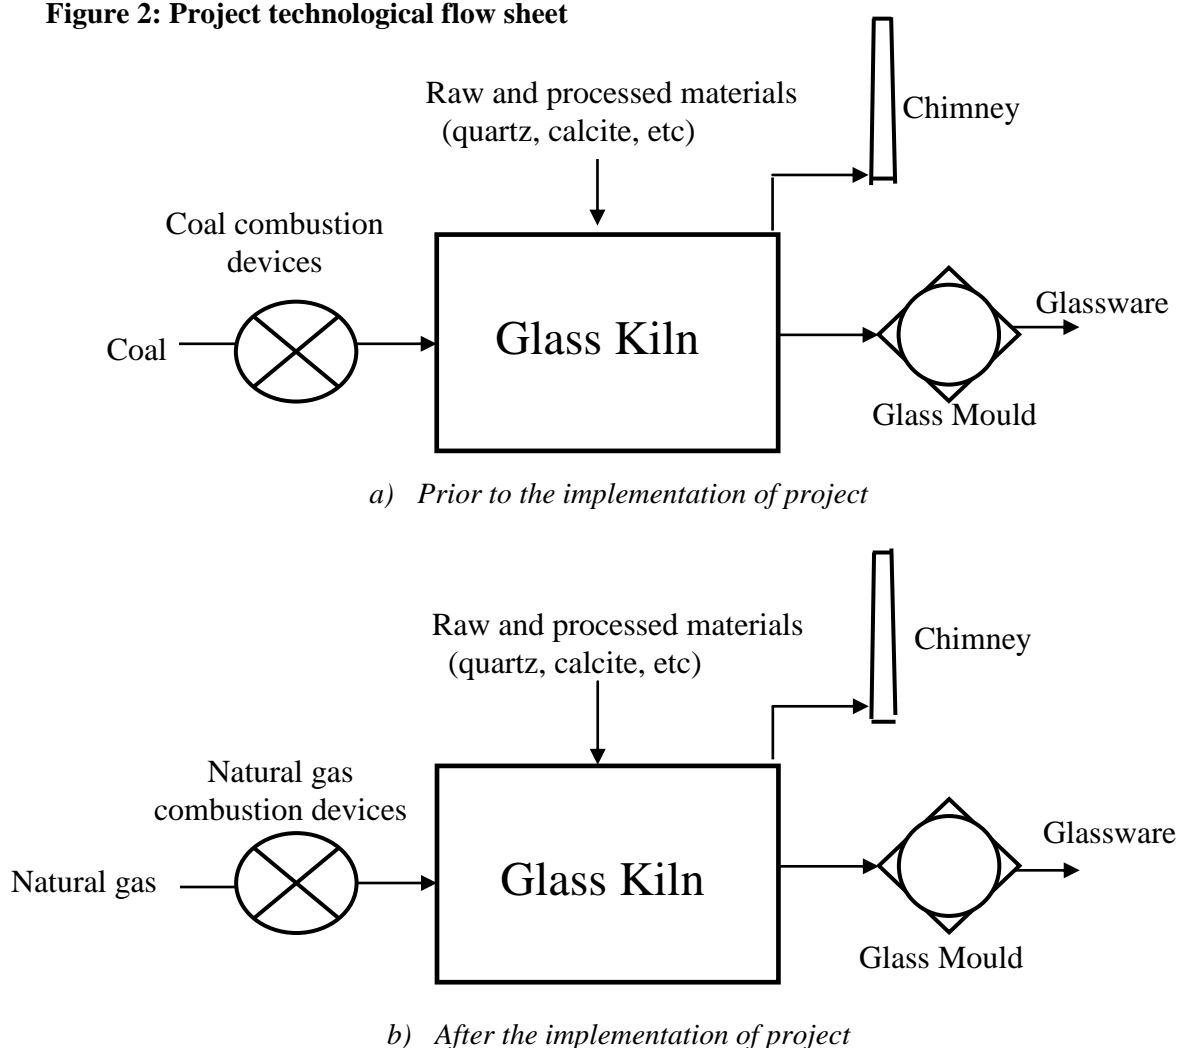 Figure 2: Project technological flow sheet
Raw and processed materials
(quartz, calcite, etc)
Chimney
Coal combustion
devices
Coal
Glass Kiln
Glassware
Glass Mould
a) Prior to the implementation of project
Raw and processed materials
(quartz, calcite, etc)
Chimney
Natural gas
combustion devices
Natural gas
Glass Kiln
Glassware
Glass Mould
b) After the implementation of project